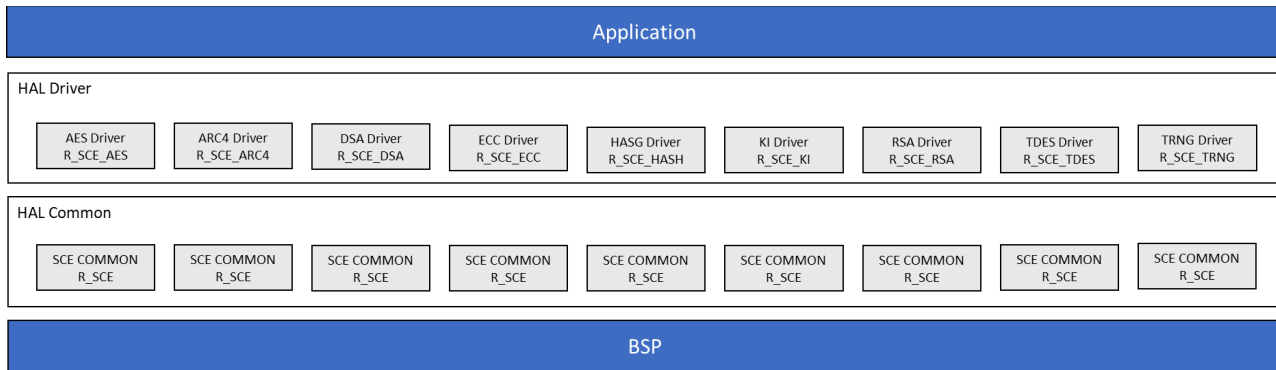 Application
HAL Driver
AES Driver
R_SCE_AES
ARC4 Driver
R_SCE_ARC4
DSA Driver
R_SCE_DSA
ECC Driver
R_SCE_ECC
HASG Driver
R_SCE_HASH
KI Driver
R_SCE_KI
RSA Driver
R_SCE_RSA
TDES Driver
R_SCE_TDES
TRNG Driver
R_SCE_TRNG
HAL Common
SCE COMMON
R_SCE
SCE COMMON
R_SCE
SCE COMMON
R_SCE
SCE COMMON
R_SCE
SCE COMMON
R_SCE
SCE COMMON
R_SCE
SCE COMMON
R_SCE
SCE COMMON
R_SCE
SCE COMMON
R_SCE
BSP